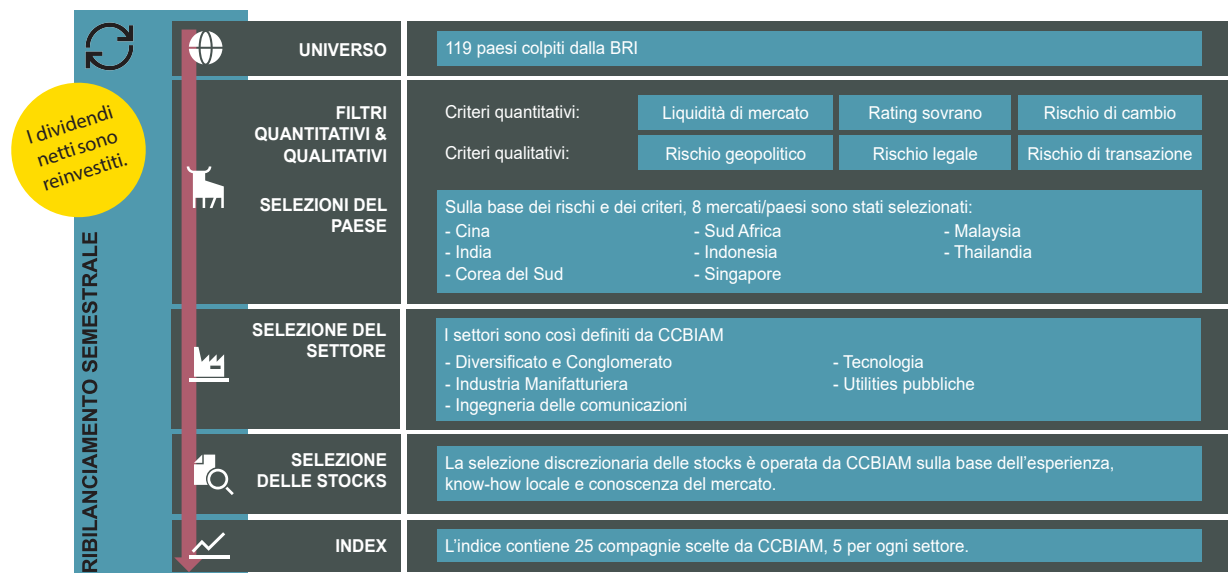 I dividendi
netti sono
reinvestiti.
RIBILANCIAMENTO SEMESTRALE
UNIVERSO
119 paesi colpiti dalla BRI
FILTRI
QUANTITATIVI &
QUALITATIVI
Criteri quantitativi:
Liquidità di mercato
Rating sovrano
Rischio di cambio
Criteri qualitativi:
Rischio geopolitico
Rischio legale
Rischio di transazione
SELEZIONI DEL
PAESE
Sulla base dei rischi e dei criteri, 8 mercati/paesi sono stati selezionati:
- Cina
- India
- Corea del Sud
- Sud Africa
- Indonesia
- Singapore
- Malaysia
- Thailandia
SELEZIONE DEL
SETTORE
I settori sono così definiti da CCBIAM
- Diversificato e Conglomerato
- Industria Manifatturiera
- Ingegneria delle comunicazioni
- Tecnologia
- Utilities pubbliche
SELEZIONE
DELLE STOCKS
La selezione discrezionaria delle stocks è operata da CCBIAM sulla base dell'esperienza,
know-how locale e conoscenza del mercato.
INDEX
L'indice contiene 25 compagnie scelte da CCBIAM, 5 per ogni settore.